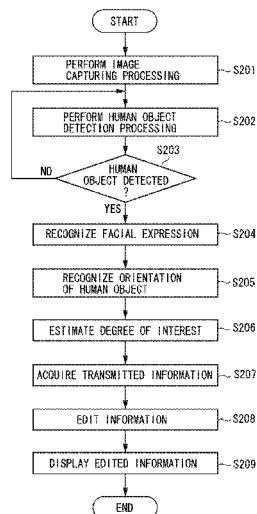 START
PERFORM IMAGE
CAPTURING PROCESSING
S201
PERFORM HUMAN OBJECT
DETECTION PROCESSING
S202
S203
HUMAN
OBJECT DETECTED
?
NO
YES
RECOGNIZE FACIAL EXPRESSION
S204
RECOGNIZE ORIENTATION
OF HUMAN OBJECT
S205
ESTIMATE DEGREE OF INTEREST
S206
ACQUIRE TRANSMITTED INFORMATION
S207
EDIT INFORMATION
S208
DISPLAY EDITED INFORMATION
S209
END